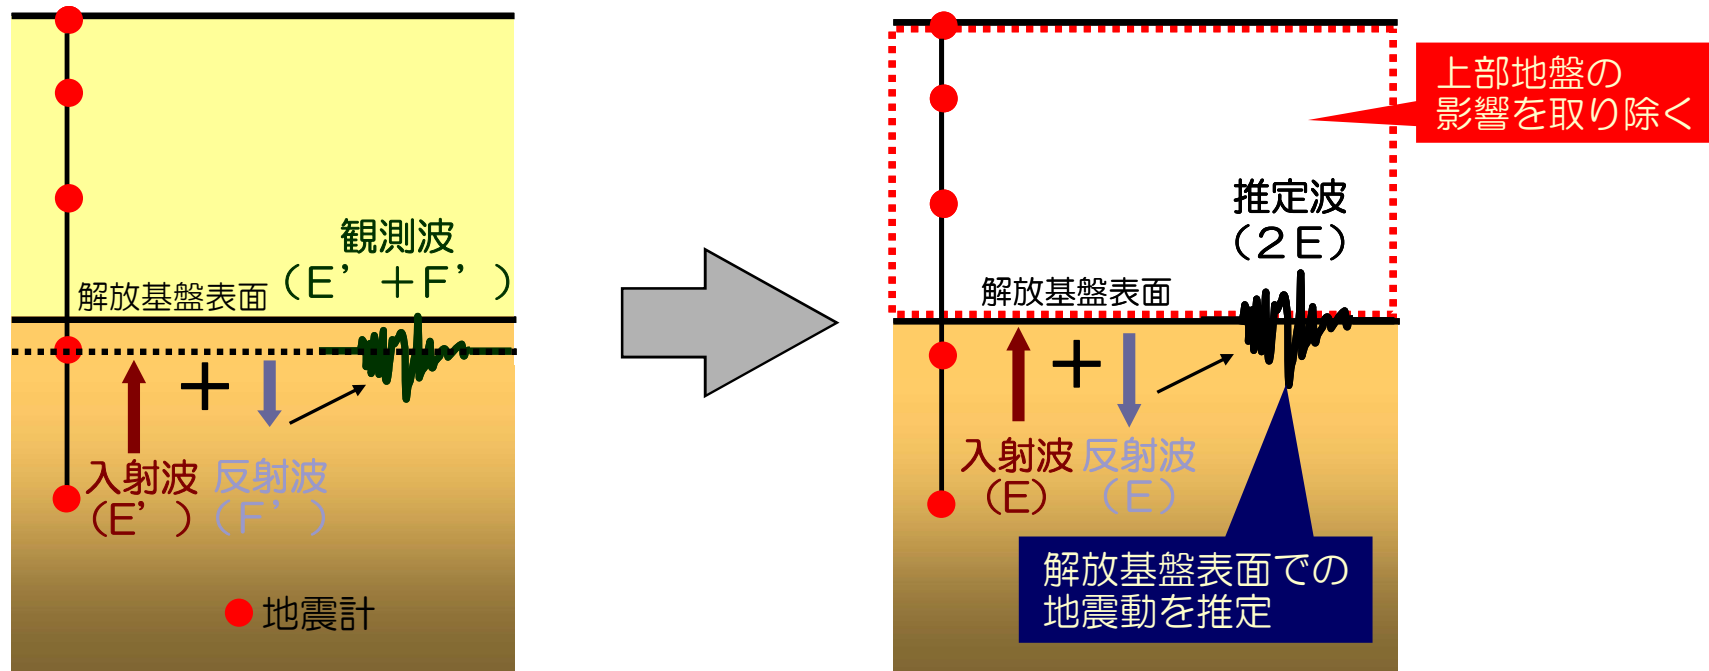 観測波
（E’＋F’）
解放基盤表面
＋
入射波
（E’）
反射波
（F’）
地震計
上部地盤の
影響を取り除く
推定波
（２E）
解放基盤表面
＋
入射波
（E）
反射波
（E）
解放基盤表面での
地震動を推定